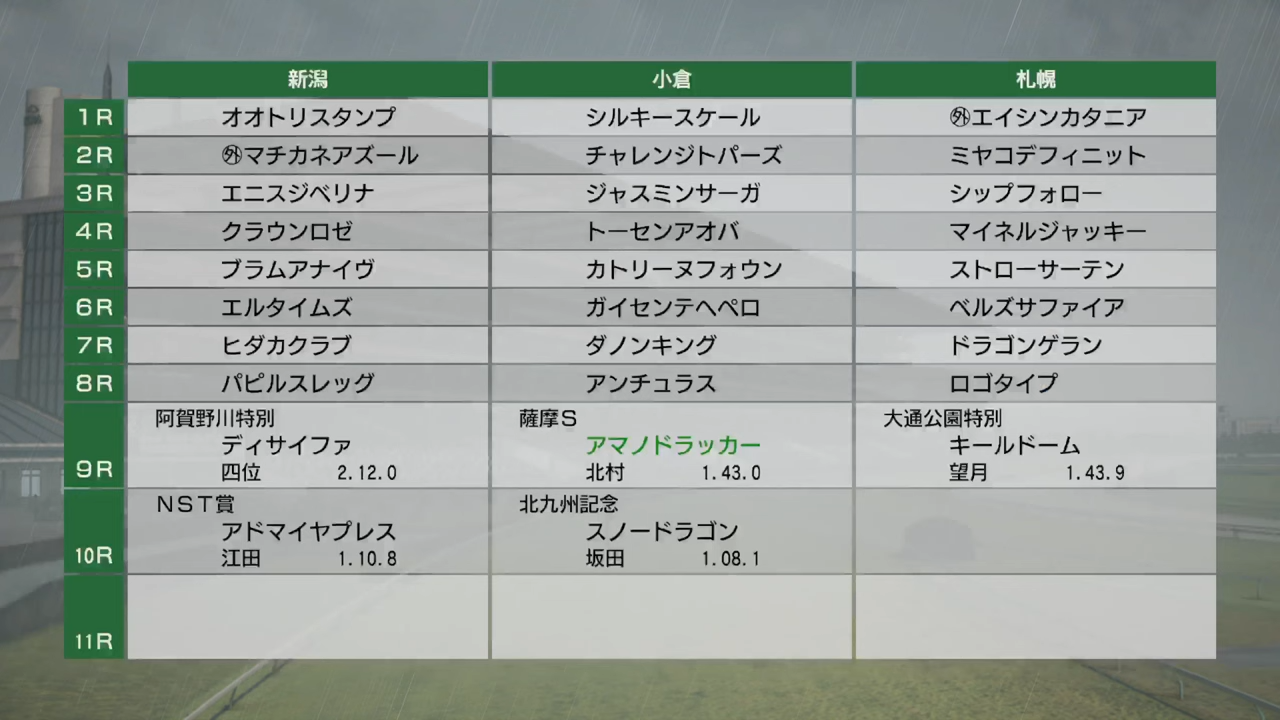 新潟 小倉 札幌
1R オオトリスタンプ シルキースケール ㊕エイシンカタニア
2R ㊕マチカネアズール チャレンジトパーズ ミヤコデフィニット
3R エニスジベリナ ジャスミンサーガ シップフォロー
4R クラウンロゼ トーセンアオバ マイネルジャッキー
5R ブラムアナイヴ カトリーヌフォウン ストローサーテン
6R エルタイムズ ガイセンテヘペロ ベルズサファイア
7R ヒダカクラブ ダノンキング ドラゴンゲラン
8R パピルスレッグ アンチュラス ロゴタイプ
阿賀野川特別 薩摩S 大通公園特別
ディサイファ アマノドラッカー キールドーム
9R 四位 2.12.0 北村 1.43.0 望月 1.43.9
NST賞 北九州記念
アドマイヤプレス スノードラゴン
10R 江田 1.10.8 坂田 1.08.1
11R